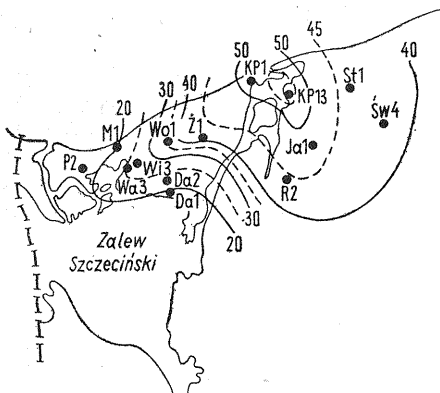 50
50
45
40
30
40
20
KP1
KP13
St1
Św4
M1
Wo1
Ż1
Ja1
P2
Wi3
Wa3
Da2
R2
Da1
30
20
Zalew
Szczeciński